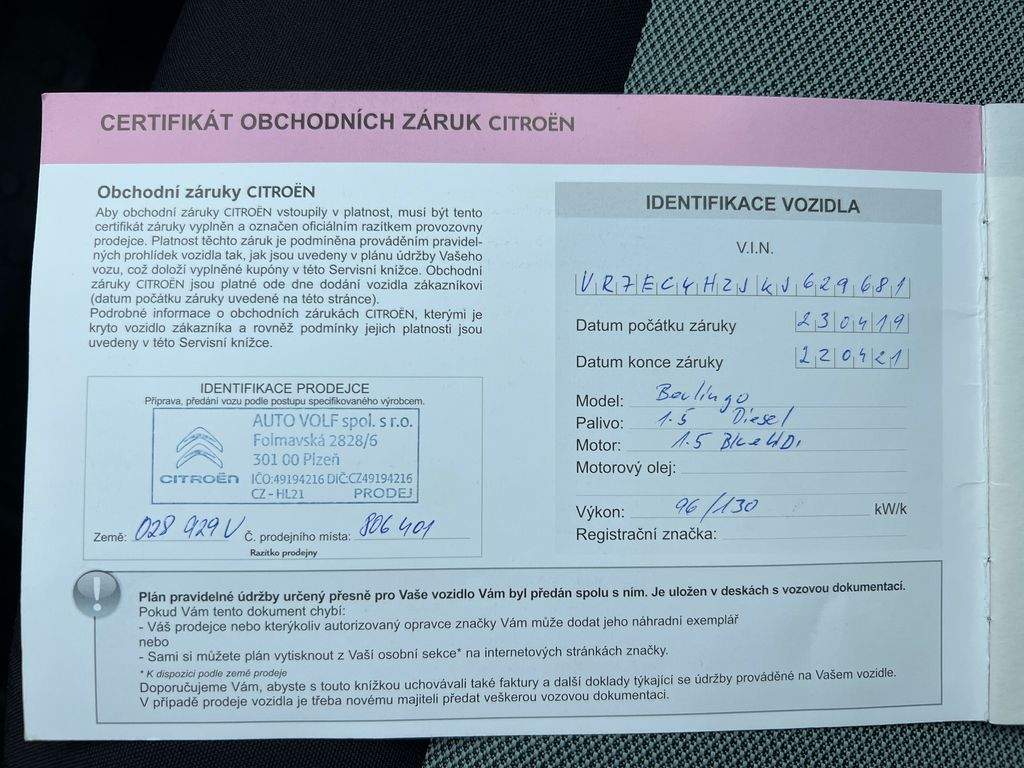 CERTIFIKÁT OBCHODNÍCH ZÁRUK CITROËN
Obchodní záruky CITROËN
Aby obchodní záruky CITROËN vstoupily v platnost, musí být tento
certifikát záruky vyplněn a označen oficiálním razítkem provozovny
prodejce. Platnost těchto záruk je podmíněna prováděním pravidel-
ných prohlídek vozidla tak, jak jsou uvedeny v plánu údržby Vašeho
vozu, což doloží vyplněné kupóny v této Servisní knížce. Obchodní
záruky CITROËN jsou platné ode dne dodání vozidla zákazníkovi
(datum počátku záruky uvedené na této stránce).
Podrobné informace o obchodních zárukách CITROËN, kterými je
kryto vozidlo zákazníka a rovněž podmínky jejich platnosti jsou
uvedeny v této Servisní knížce.
IDENTIFIKACE PRODEJCE
Příprava, předání vozu podle postupu specifikovaného výrobcem.
AUTO VOLF spol. s r.o.
Folmavská 2828/6
301 00 Plzeň
CITROËN IČO:49194216 DIČ:CZ49194216
CZ - HL21 PRODEJ
Země: 028 929V Č. prodejního místa: 806 401
Razítko prodejny
IDENTIFIKACE VOZIDLA
V.I.N.
VR7EC4HZJKJ629681
Datum počátku záruky 230419
Datum konce záruky 220421
Model: Berlingo
Palivo: 1.5 Diesel
Motor: 1.5 BlueHDi
Motorový olej:
Výkon: 96/130 kW/k
Registrační značka:
!
Plán pravidelné údržby určený přesně pro Vaše vozidlo Vám byl předán spolu s ním. Je uložen v deskách s vozovou dokumentací.
Pokud Vám tento dokument chybí:
- Váš prodejce nebo kterýkoliv autorizovaný opravce značky Vám může dodat jeho náhradní exemplář
nebo
- Sami si můžete plán vytisknout z Vaší osobní sekce* na internetových stránkách značky.
* K dispozici podle země prodeje
Doporučujeme Vám, abyste s touto knížkou uchovávali také faktury a další doklady týkající se údržby prováděné na Vašem vozidle.
V případě prodeje vozidla je třeba novému majiteli předat veškerou vozovou dokumentaci.